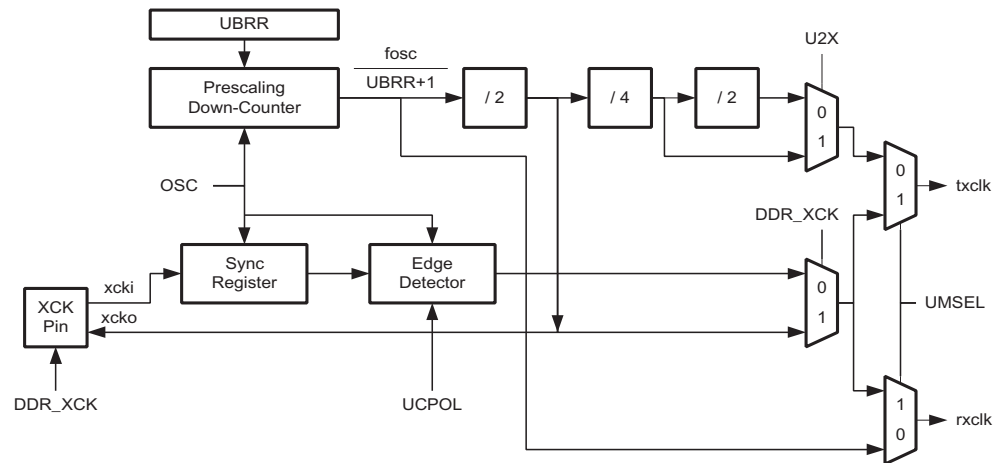 UBRR
fosc
UBRR+1
U2X
Prescaling
Down-Counter
/ 2
/ 4
/ 2
0
1
OSC
0
1
txclk
DDR_XCK
Sync
Register
Edge
Detector
xcki
0
1
UMSEL
XCK
Pin
xcko
DDR_XCK
UCPOL
1
0
rxclk